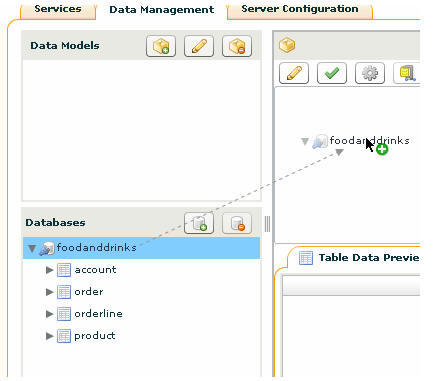 Services Data Management Server Configuration
Data Models
foodanddrinks
Databases
foodanddrinks
account
order
orderline
product
Table Data Previe